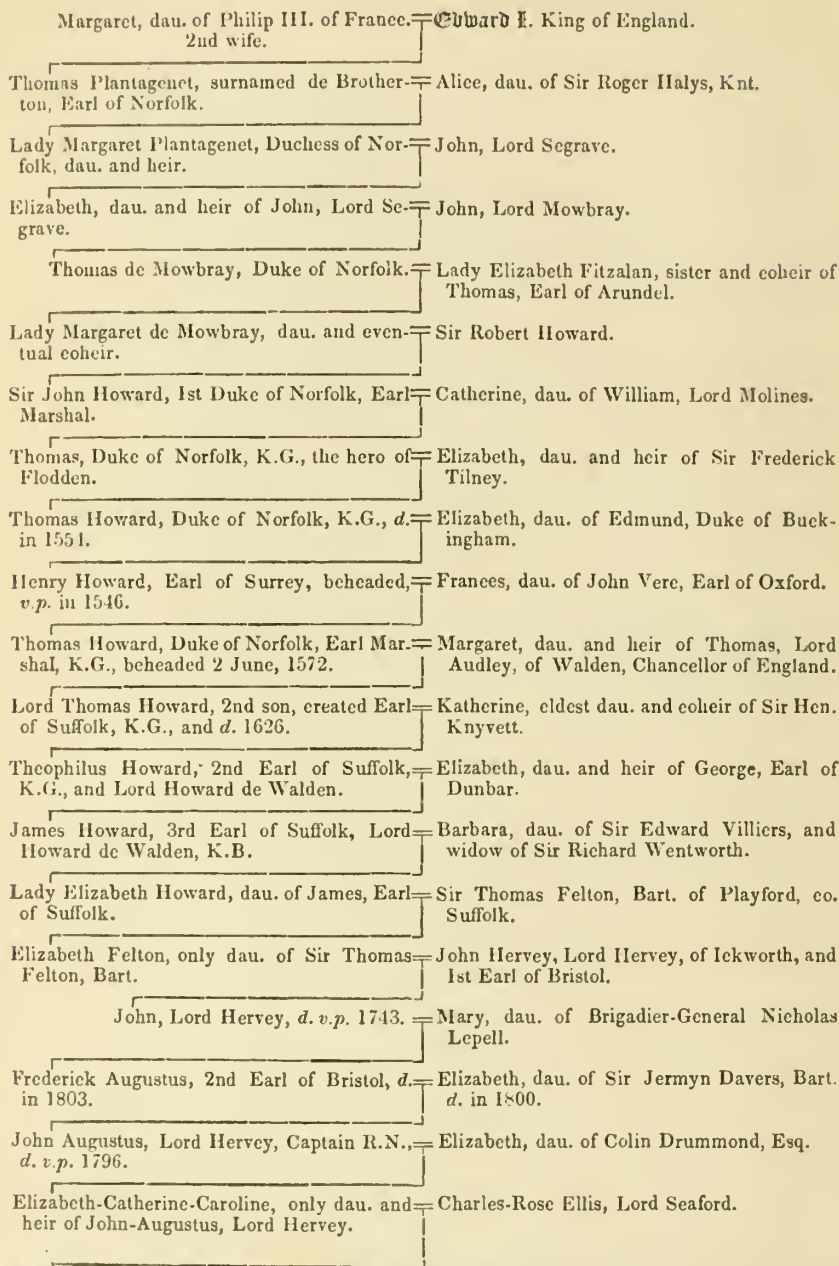 Margaret, dau. of Philip III. of France. Edward I. King of England.
2nd wife.
Thomas Plantagenet, surnamed de Brother- Alice, dau. of Sir Roger Halys, Knt.
ton, Earl of Norfolk.
Lady Margaret Plantagenet, Duchess of Nor- John, Lord Segrave.
folk, dau. and heir.
Elizabeth, dau. and heir of John, Lord Se- John, Lord Mowbray.
grave.
Thomas de Mowbray, Duke of Norfolk. Lady Elizabeth Fitzalan, sister and coheir of
Thomas, Earl of Arundel.
Lady Margaret de Mowbray, dau. and even- Sir Robert Howard.
tual coheir.
Sir John Howard, 1st Duke of Norfolk, Earl Catherine, dau. of William, Lord Molines.
Marshal.
Thomas, Duke of Norfolk, K.G., the hero of Elizabeth, dau. and heir of Sir Frederick
Flodden. Tilney.
Thomas Howard, Duke of Norfolk, K.G., d. Elizabeth, dau. of Edmund, Duke of Buck-
in 1551. ingham.
Henry Howard, Earl of Surrey, beheaded, Frances, dau. of John Vere, Earl of Oxford.
v.p. in 1546.
Thomas Howard, Duke of Norfolk, Earl Mar- Margaret, dau. and heir of Thomas, Lord
shal, K.G., beheaded 2 June, 1572. Audley, of Walden, Chancellor of England.
Lord Thomas Howard, 2nd son, created Earl Katherine, eldest dau. and coheir of Sir Hen.
of Suffolk, K.G., and d. 1626. Knyvett.
Theophilus Howard, 2nd Earl of Suffolk, Elizabeth, dau. and heir of George, Earl of
K.G., and Lord Howard de Walden. Dunbar.
James Howard, 3rd Earl of Suffolk, Lord Barbara, dau. of Sir Edward Villiers, and
Howard de Walden, K.B. widow of Sir Richard Wentworth.
Lady Elizabeth Howard, dau. of James, Earl Sir Thomas Felton, Bart. of Playford, co.
of Suffolk. Suffolk.
Elizabeth Felton, only dau. of Sir Thomas John Hervey, Lord Hervey, of Ickworth, and
Felton, Bart. 1st Earl of Bristol.
John, Lord Hervey, d. v.p. 1743. Mary, dau. of Brigadier-General Nicholas
Lepell.
Frederick Augustus, 2nd Earl of Bristol, d. Elizabeth, dau. of Sir Jermyn Davers, Bart.
in 1803. d. in 1800.
John Augustus, Lord Hervey, Captain R.N., Elizabeth, dau. of Colin Drummond, Esq.
d. v.p. 1796.
Elizabeth-Catherine-Caroline, only dau. and Charles-Rose Ellis, Lord Seaford.
heir of John-Augustus, Lord Hervey.